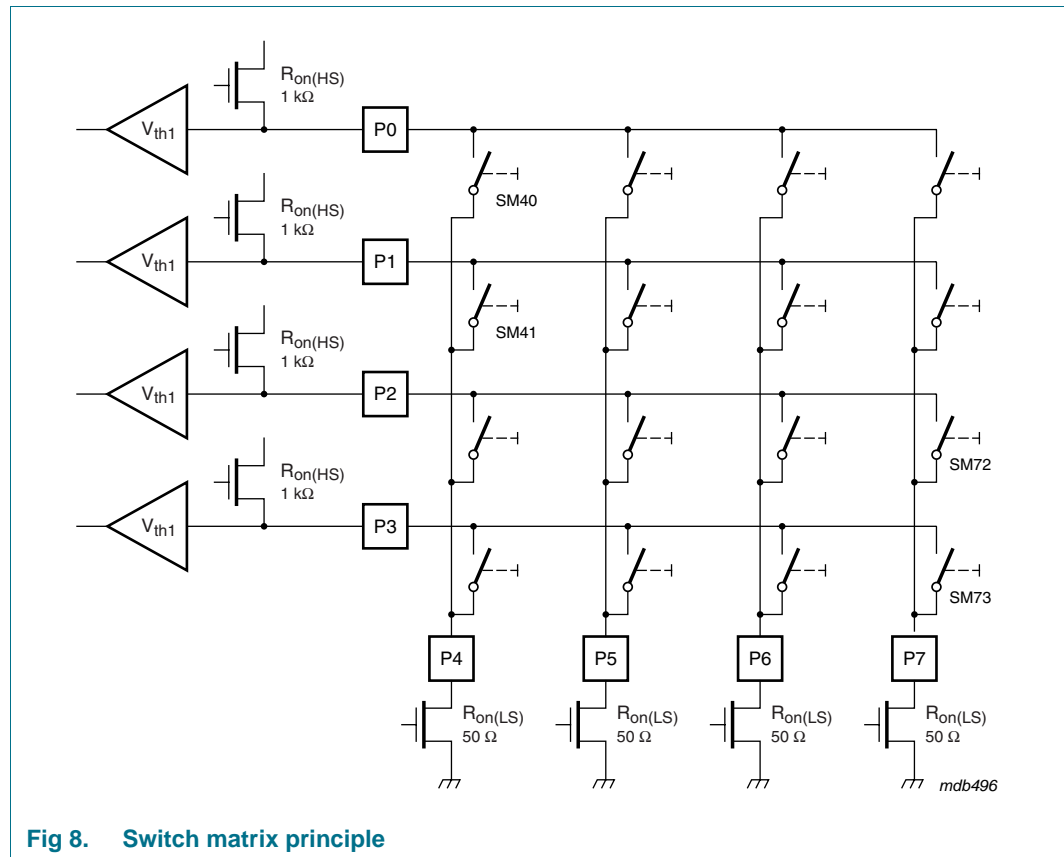 R_on(HS)
1 kΩ
V_th1
P0
SM40
R_on(HS)
1 kΩ
V_th1
P1
SM41
R_on(HS)
1 kΩ
V_th1
P2
SM72
R_on(HS)
1 kΩ
V_th1
P3
SM73
P4
P5
P6
P7
R_on(LS)
50 Ω
R_on(LS)
50 Ω
R_on(LS)
50 Ω
R_on(LS)
50 Ω
mdb496
Fig 8. Switch matrix principle